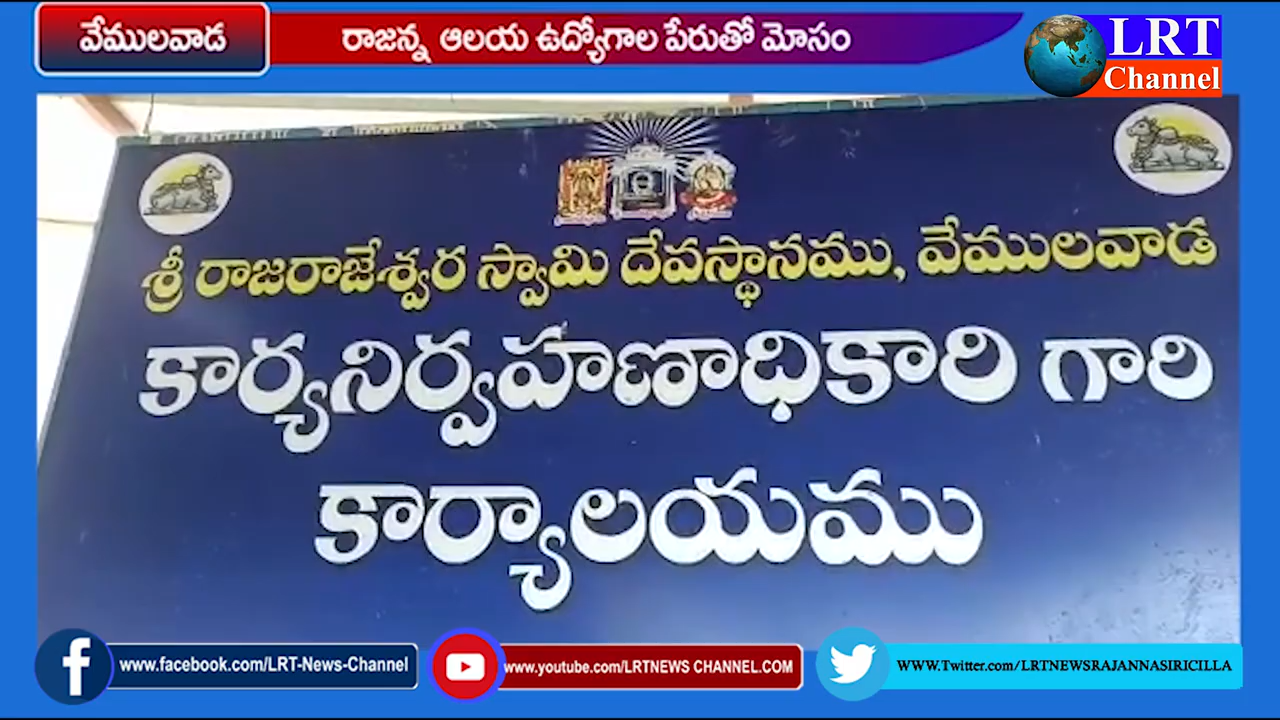 వేములవాడ
రాజన్న ఆలయ ఉద్యోగాల పేరుతో మోసం
LRT
Channel
శ్రీ రాజరాజేశ్వర స్వామి దేవస్థానము, వేములవాడ
కార్యనిర్వహణాధికారి గారి
కార్యాలయము
www.facebook.com/LRT-News-Channel
www.youtube.com/LRTNEWS CHANNEL.COM
WWW.Twitter.com/LRTNEWSRAJANNASIRICILLA